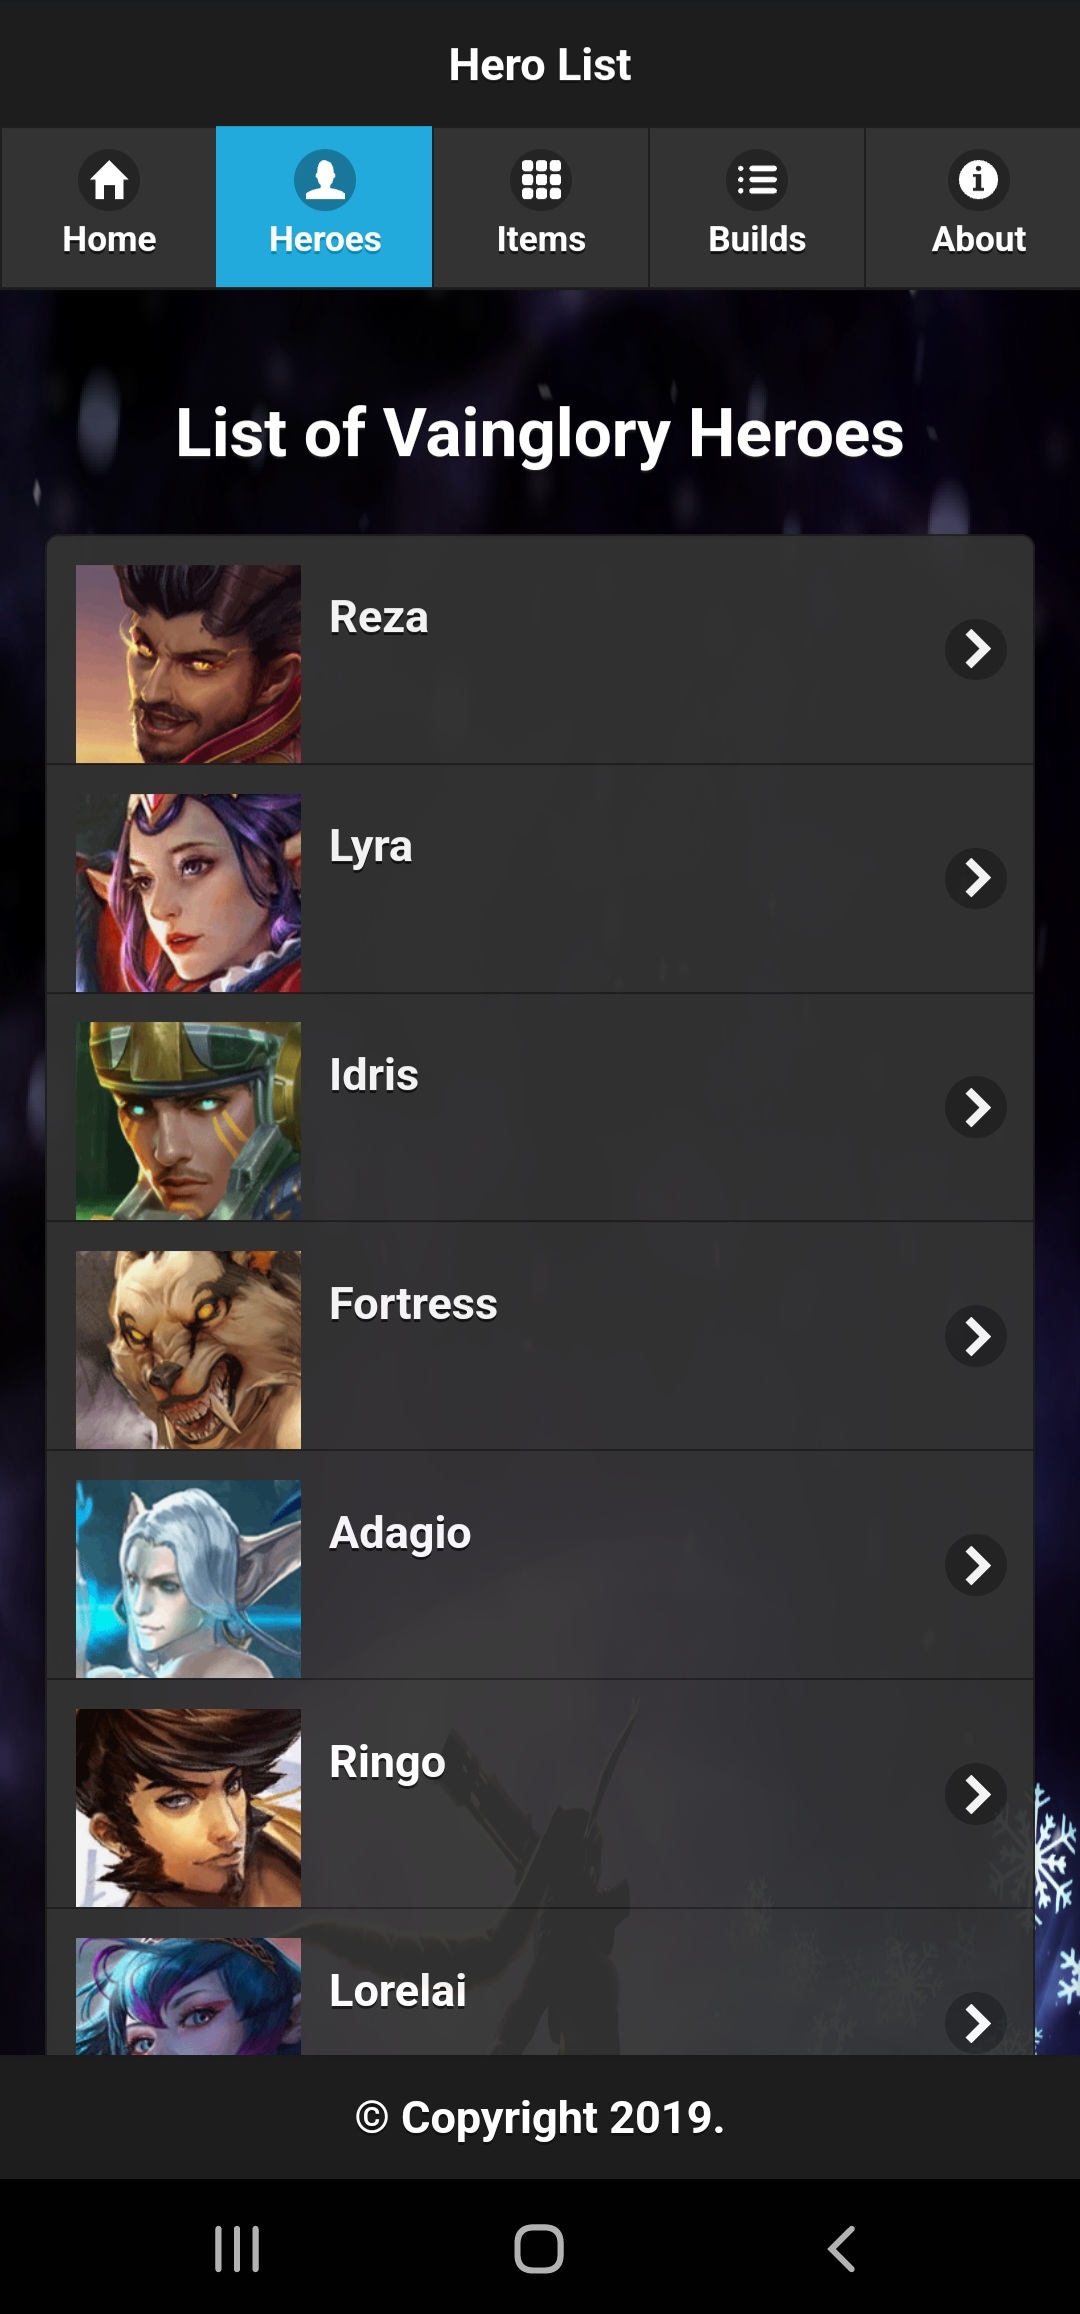 Hero List
Home Heroes Items Builds About
List of Vainglory Heroes
Reza
Lyra
Idris
Fortress
Adagio
Ringo
Lorelai
© Copyright 2019.